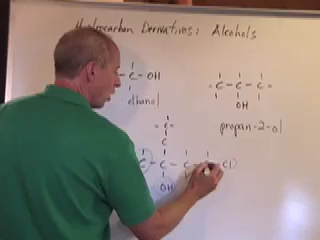 Hydrocarbon Derivatives: Alcohols
C - OH
- C - C - C -
OH
ethanol
propan-2-ol
- C -
C
C - C - C - Cl
OH